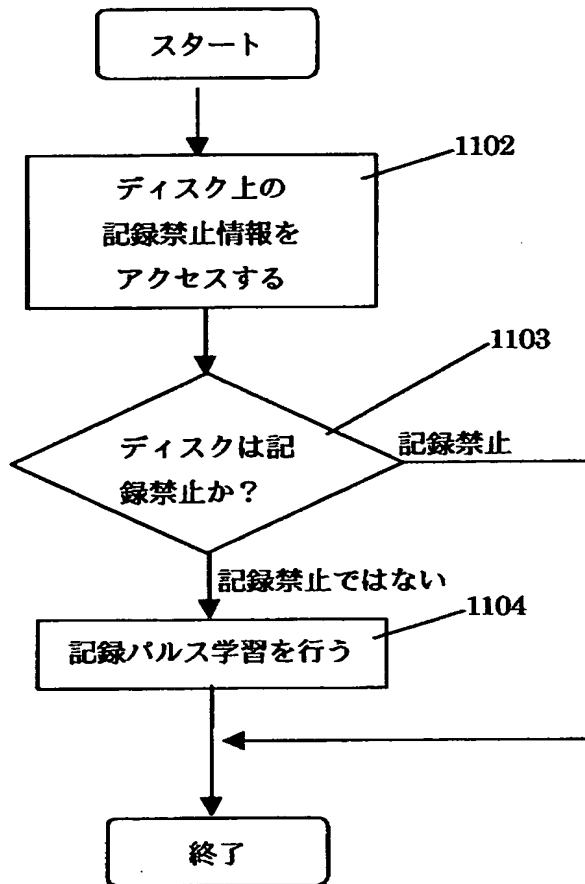 スタート
1102
ディスク上の
記録禁止情報を
アクセスする
1103
ディスクは記
録禁止か？
記録禁止
記録禁止ではない
1104
記録パルス学習を行う
終了